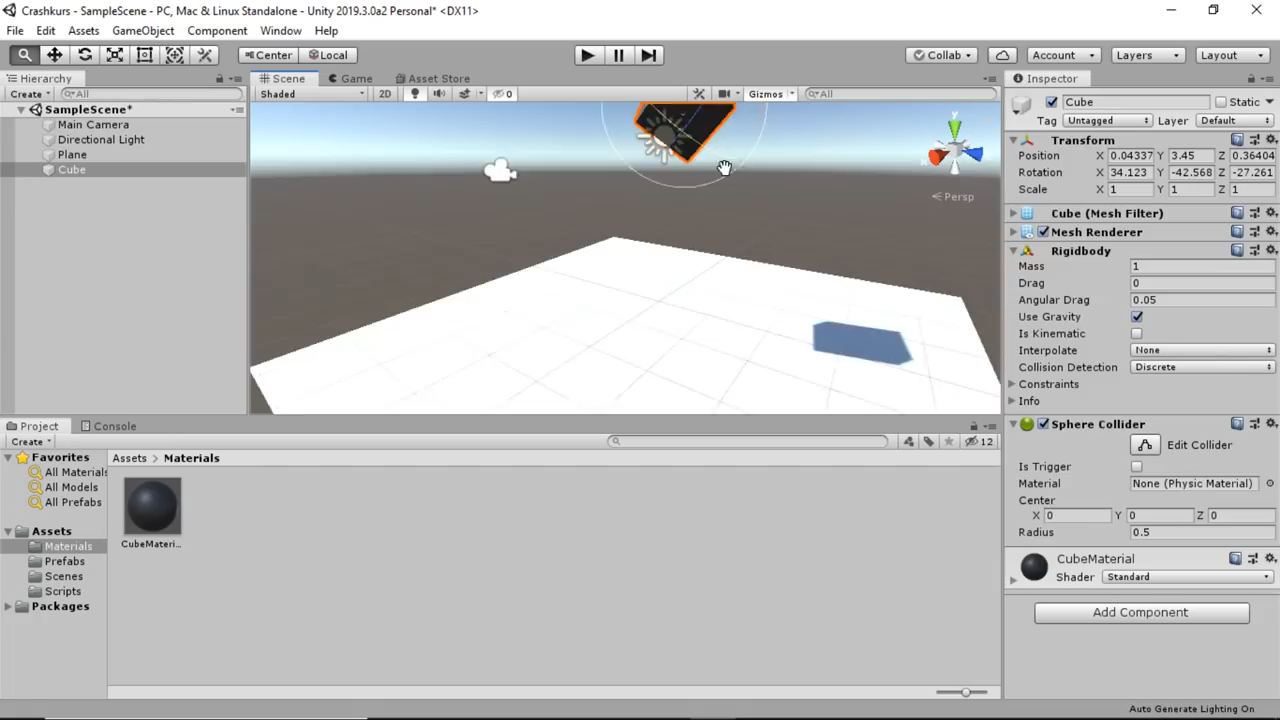 Crashkurs - SampleScene - PC, Mac & Linux Standalone - Unity 2019.3.0a2 Personal* <DX11>
File Edit Assets GameObject Component Window Help
Center Local Collab Account Layers Layout
Hierarchy Scene Game Asset Store Inspector
Create All Shaded 2D 0 Gizmos All
SampleScene*
Main Camera
Directional Light
Plane
Cube
Y
Persp
Cube Static
Tag Untagged Layer Default
Transform
Position X 0.04337 Y 3.45 Z 0.36404
Rotation X 34.123 Y -42.568 Z -27.261
Scale X 1 Y 1 Z 1
Cube (Mesh Filter)
Mesh Renderer
Rigidbody
Mass 1
Drag 0
Angular Drag 0.05
Use Gravity
Is Kinematic
Interpolate None
Collision Detection Discrete
Constraints
Info
Sphere Collider
Edit Collider
Is Trigger
Material None (Physic Material)
Center
X 0 Y 0 Z 0
Radius 0.5
CubeMaterial
Shader Standard
Add Component
Project Console
Create 12
Favorites
All Materials
All Models
All Prefabs
Assets
Materials
Prefabs
Scenes
Scripts
Packages
Assets > Materials
CubeMateri...
Auto Generate Lighting On